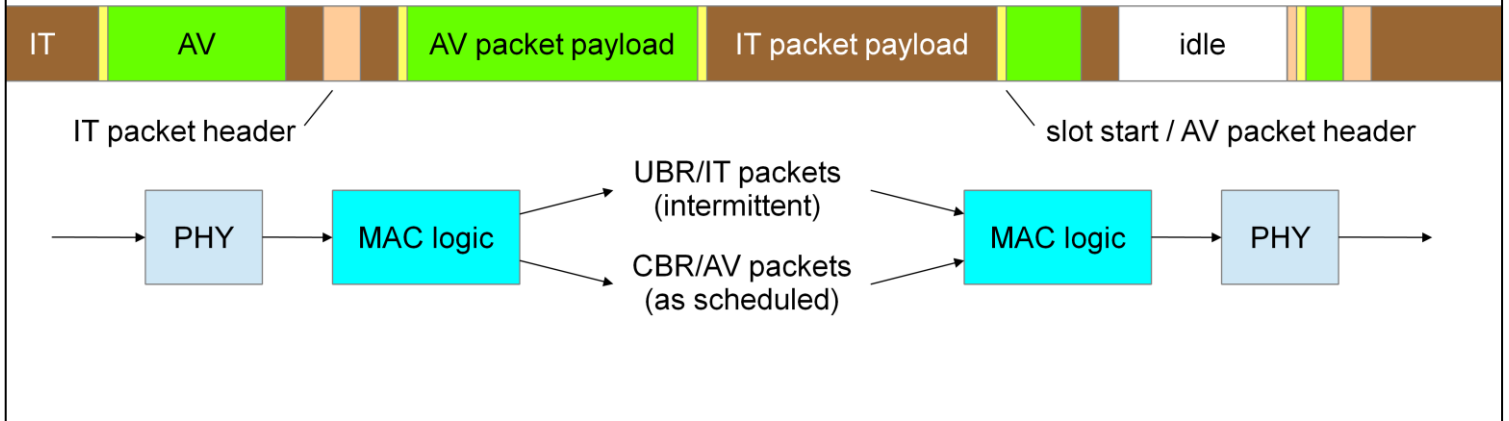 IT
AV
AV packet payload
IT packet payload
idle
IT packet header
slot start / AV packet header
UBR/IT packets
(intermittent)
PHY
MAC logic
MAC logic
PHY
CBR/AV packets
(as scheduled)